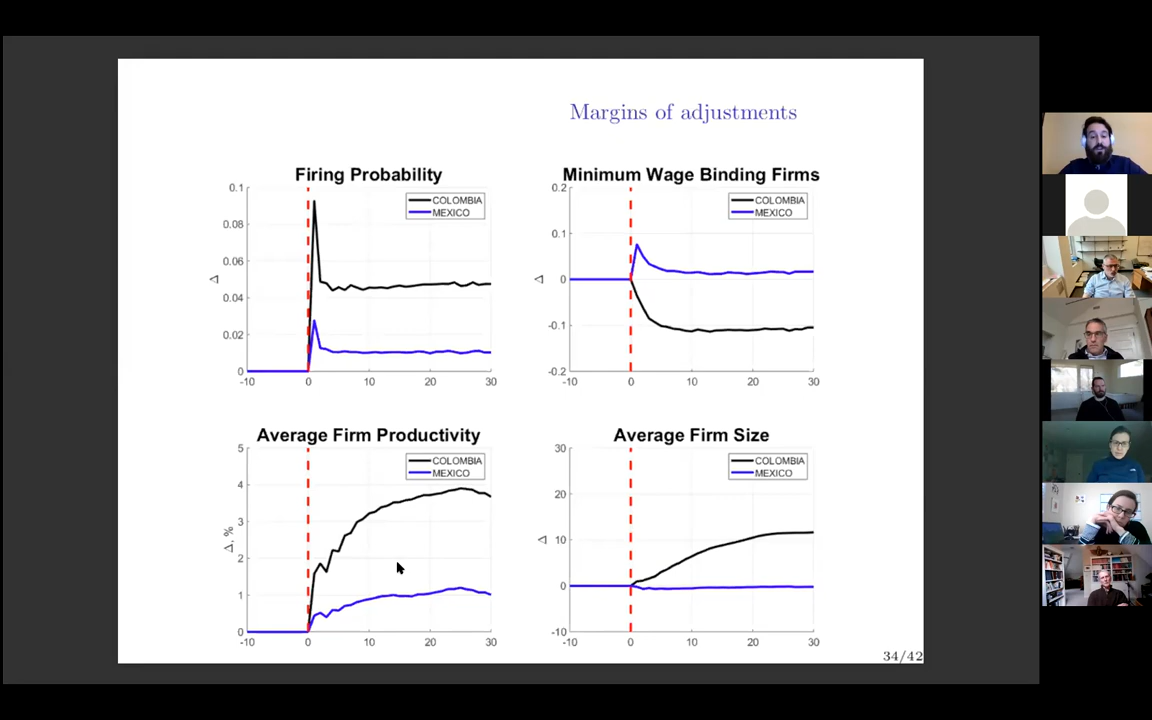 Margins of adjustments
Firing Probability
0.1
0.08
0.06
0.04
0.02
0
Δ
-10
0
10
20
30
COLOMBIA
MEXICO
Minimum Wage Binding Firms
0.2
0.1
0
-0.1
-0.2
Δ
-10
0
10
20
30
COLOMBIA
MEXICO
Average Firm Productivity
5
4
3
2
1
0
Δ, %
-10
0
10
20
30
COLOMBIA
MEXICO
Average Firm Size
30
20
10
0
-10
Δ
-10
0
10
20
30
COLOMBIA
MEXICO
34/42